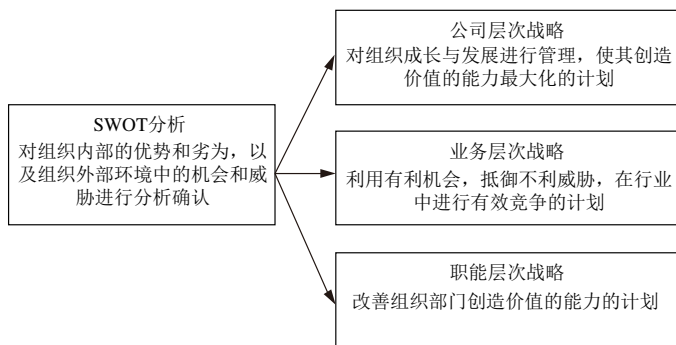 SWOT分析
对组织内部的优势和劣为，以
及组织外部环境中的机会和威
胁进行分析确认
公司层次战略
对组织成长与发展进行管理，使其创造
价值的能力最大化的计划
业务层次战略
利用有利机会，抵御不利威胁，在行业
中进行有效竞争的计划
职能层次战略
改善组织部门创造价值的能力的计划